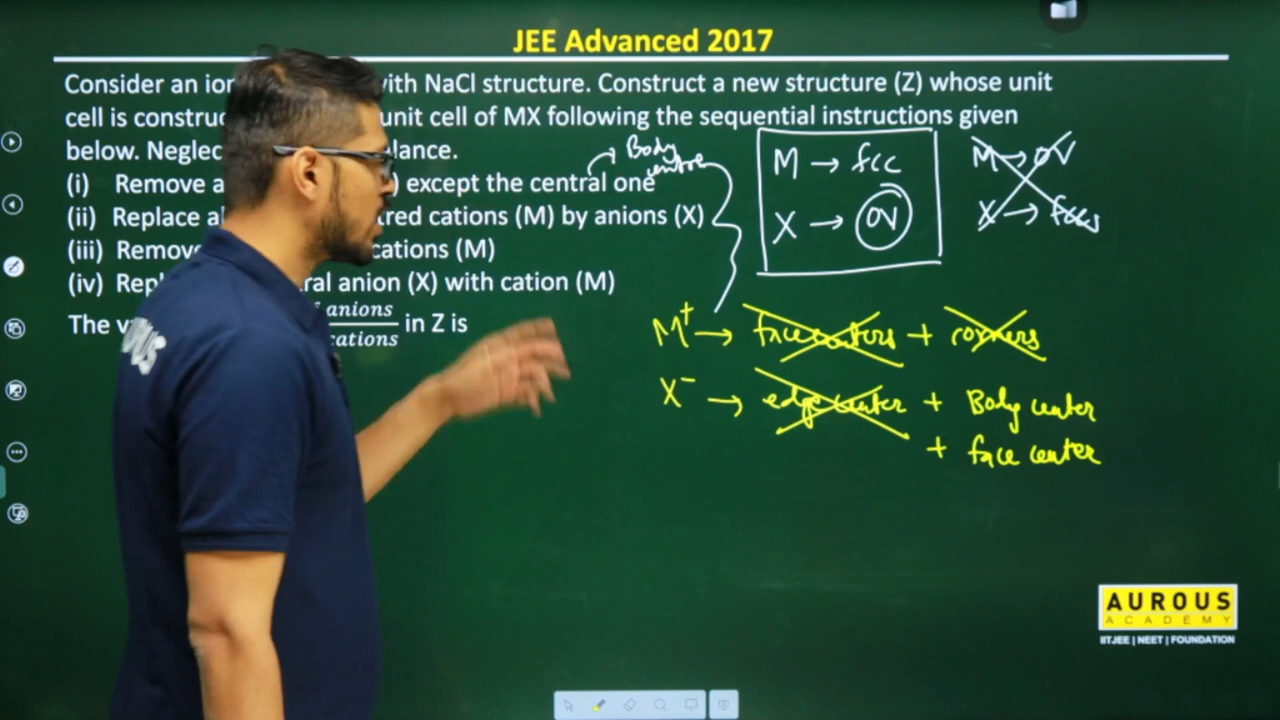 JEE Advanced 2017
Consider an ion with NaCl structure. Construct a new structure (Z) whose unit
cell is construc unit cell of MX following the sequential instructions given
below. Neglec lance.
(i) Remove a ) except the central one
(ii) Replace al tred cations (M) by anions (X)
(iii) Remove cations (M)
(iv) Repl ral anion (X) with cation (M)
The v anions
cations in Z is
Body
centre
M → fcc
X → OV
M → OV
X → fcc
M⁺ → face centers + corners
X⁻ → edge center + Body center
+ face center
AUROUS
ACADEMY
IITJEE | NEET | FOUNDATION